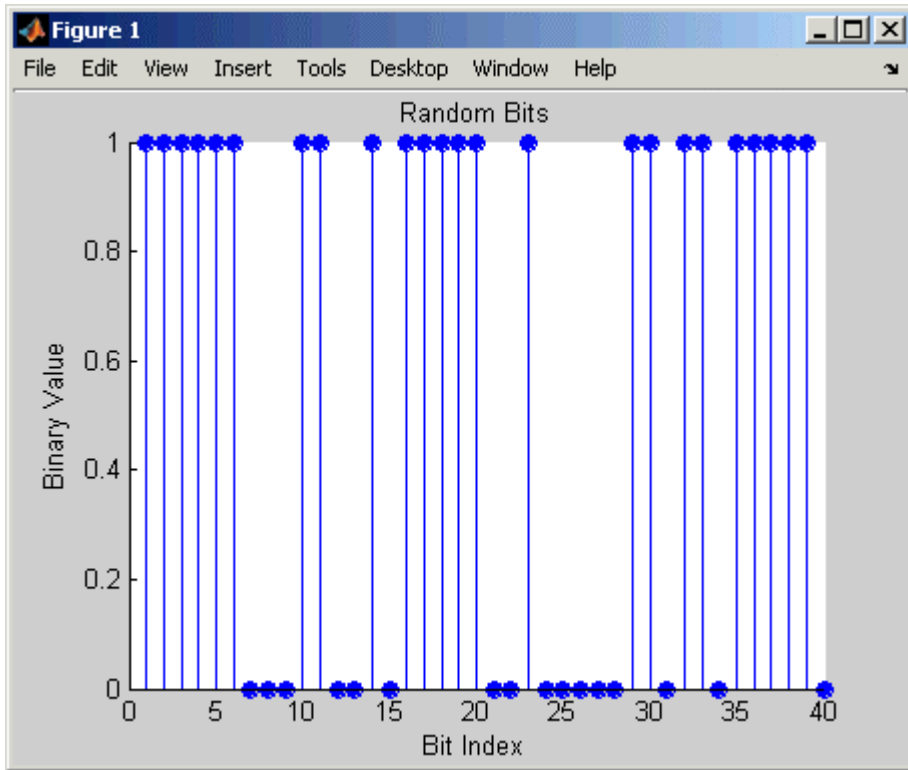 Figure 1
File Edit View Insert Tools Desktop Window Help
Random Bits
1
0.8
0.6
0.4
0.2
0
Binary Value
0 5 10 15 20 25 30 35 40
Bit Index